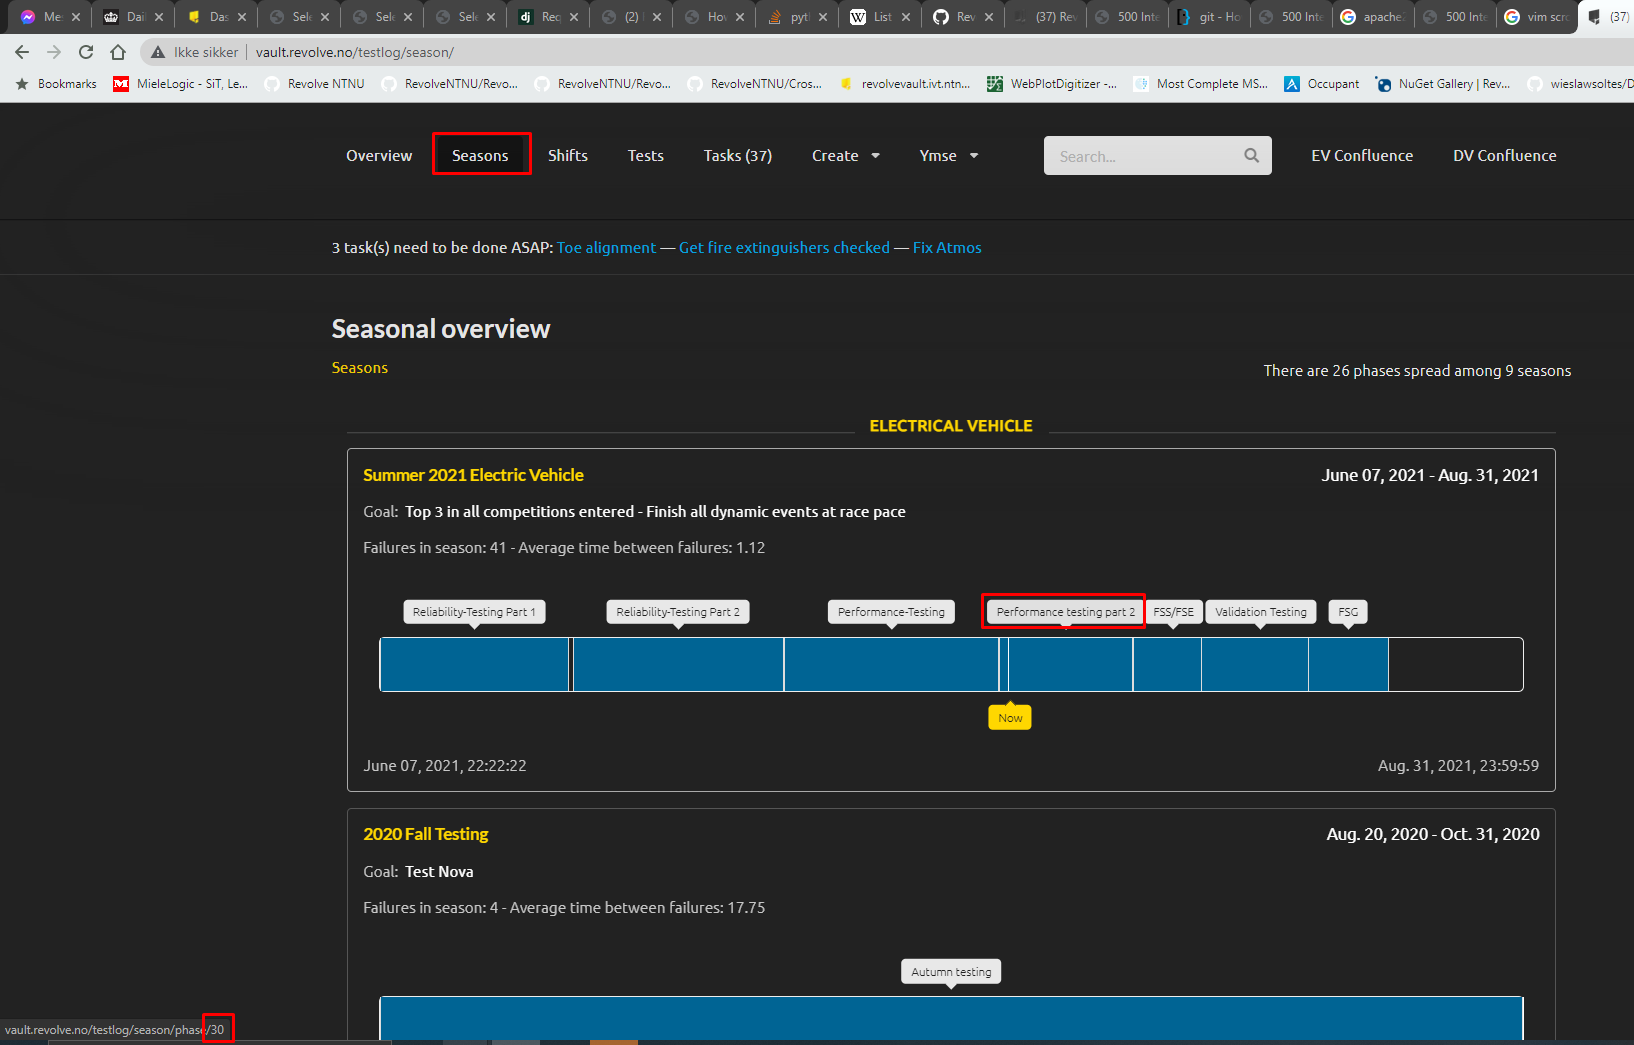 Me:
Dail
Das
Sele
Sele
Sele
Req
(2)
How
pyth
List
Rev
(37) Rev
500 Inte
git - Ho
500 Inte
apache2
500 Inte
vim scro
(37)
Ikke sikker | vault.revolve.no/testlog/season/
Bookmarks
MieleLogic - SiT, Le...
Revolve NTNU
RevolveNTNU/Revo...
RevolveNTNU/Revo...
RevolveNTNU/Cros...
revolvevault.ivt.ntn...
WebPlotDigitizer -...
Most Complete MS...
Occupant
NuGet Gallery | Rev...
wieslawsoltes/D
Overview
Seasons
Shifts
Tests
Tasks (37)
Create
Ymse
Search...
EV Confluence
DV Confluence
3 task(s) need to be done ASAP: Toe alignment — Get fire extinguishers checked — Fix Atmos
Seasonal overview
Seasons
There are 26 phases spread among 9 seasons
ELECTRICAL VEHICLE
Summer 2021 Electric Vehicle
June 07, 2021 - Aug. 31, 2021
Goal: Top 3 in all competitions entered - Finish all dynamic events at race pace
Failures in season: 41 - Average time between failures: 1.12
Reliability-Testing Part 1
Reliability-Testing Part 2
Performance-Testing
Performance testing part 2
FSS/FSE
Validation Testing
FSG
Now
June 07, 2021, 22:22:22
Aug. 31, 2021, 23:59:59
2020 Fall Testing
Aug. 20, 2020 - Oct. 31, 2020
Goal: Test Nova
Failures in season: 4 - Average time between failures: 17.75
Autumn testing
vault.revolve.no/testlog/season/phase/30